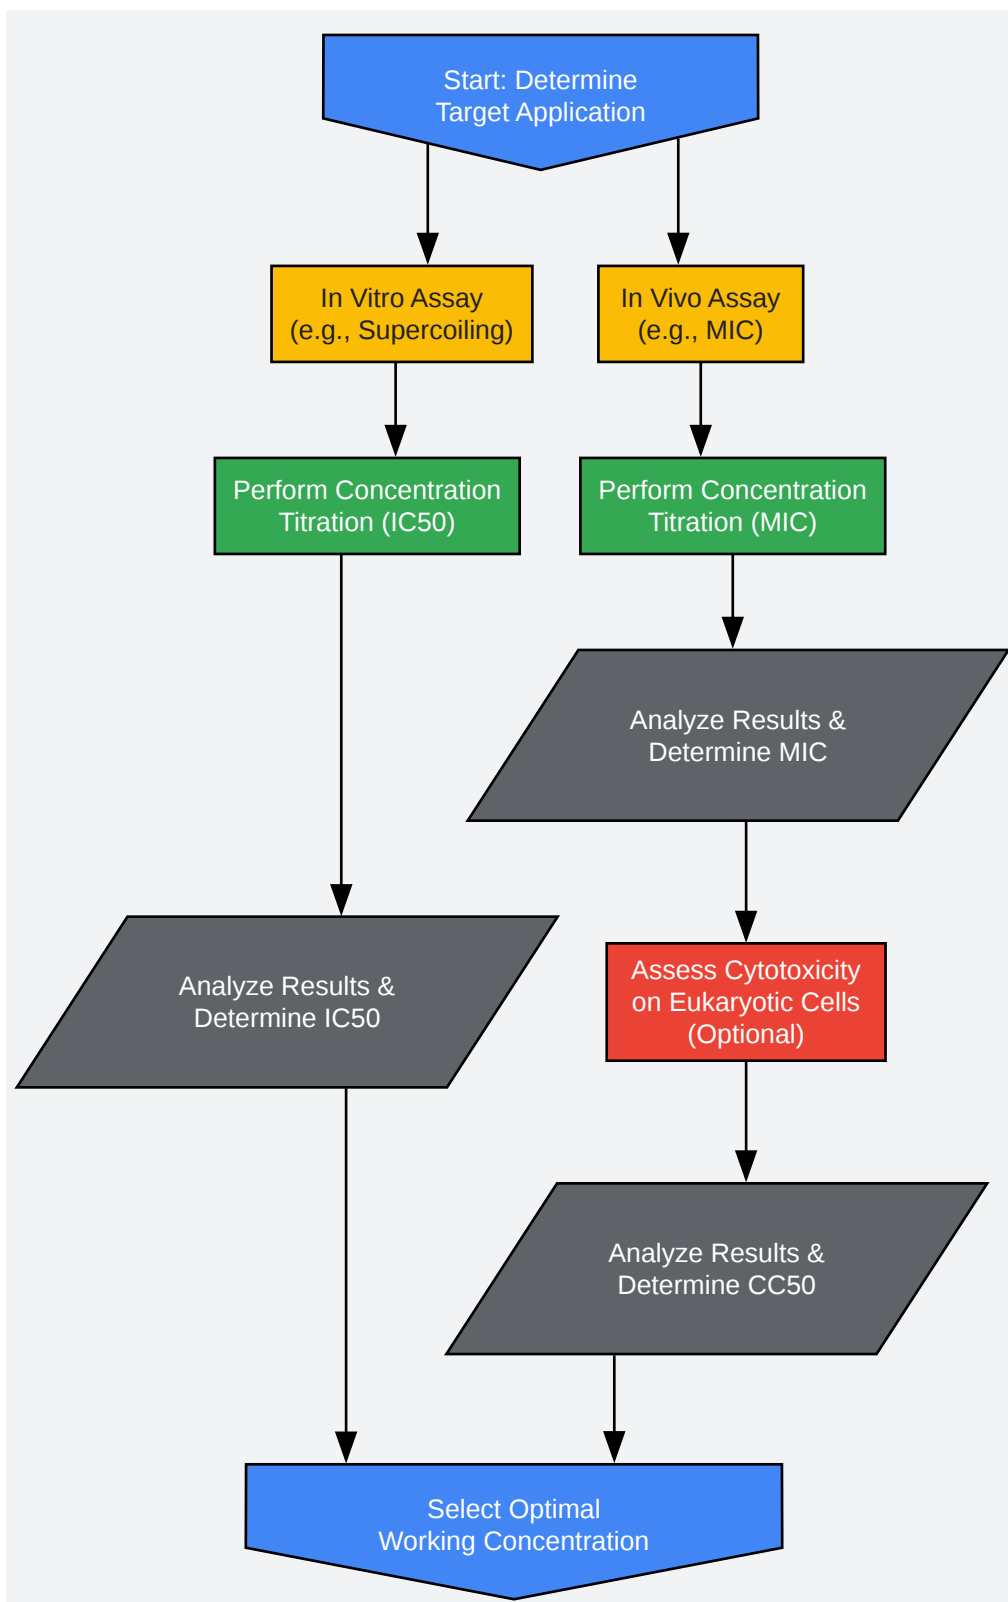 Start: Determine
Target Application
In Vitro Assay
(e.g., Supercoiling)
In Vivo Assay
(e.g., MIC)
Perform Concentration
Titration (IC50)
Perform Concentration
Titration (MIC)
Analyze Results &
Determine MIC
Analyze Results &
Determine IC50
Assess Cytotoxicity
on Eukaryotic Cells
(Optional)
Analyze Results &
Determine CC50
Select Optimal
Working Concentration